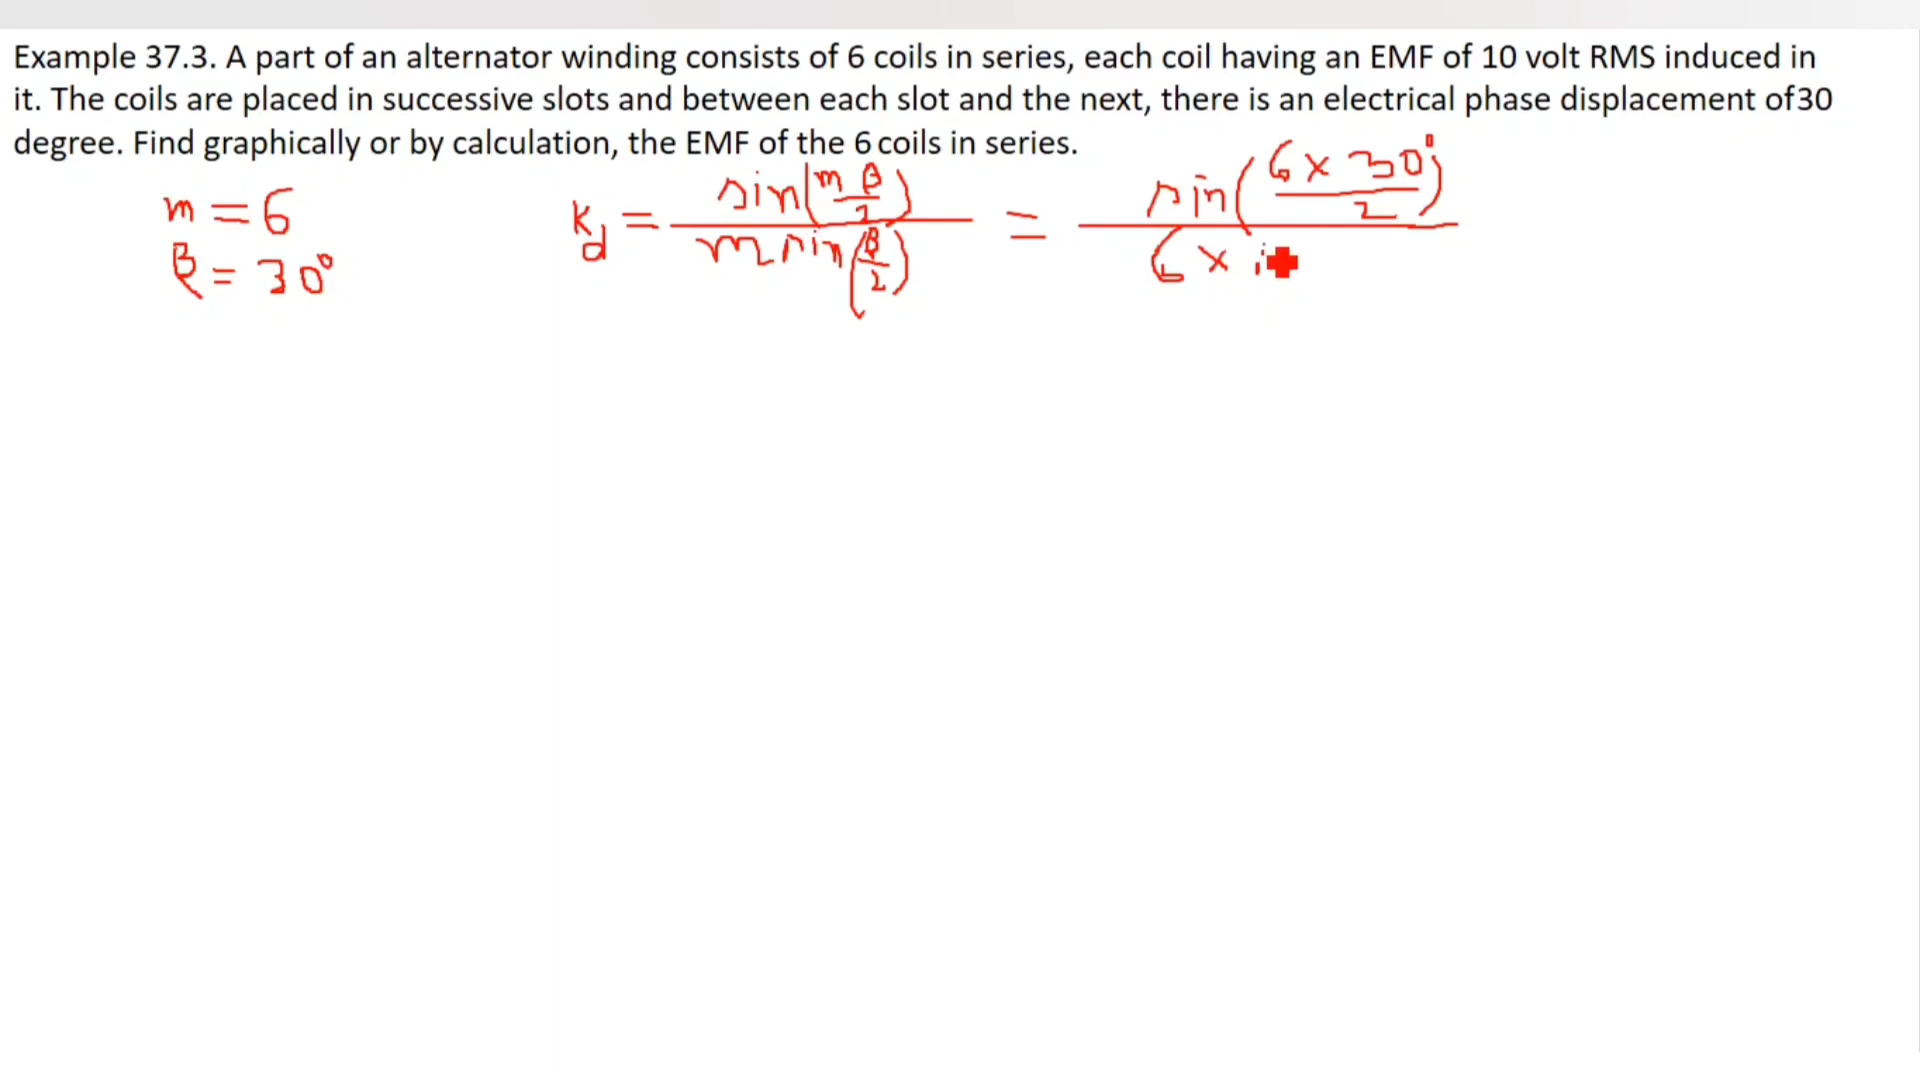 Example 37.3. A part of an alternator winding consists of 6 coils in series, each coil having an EMF of 10 volt RMS induced in
it. The coils are placed in successive slots and between each slot and the next, there is an electrical phase displacement of30
degree. Find graphically or by calculation, the EMF of the 6 coils in series.
m = 6
β = 30°
K_d = sin(mβ/2) / m sin(β/2) = sin(6 × 30°/2) / 6 ×